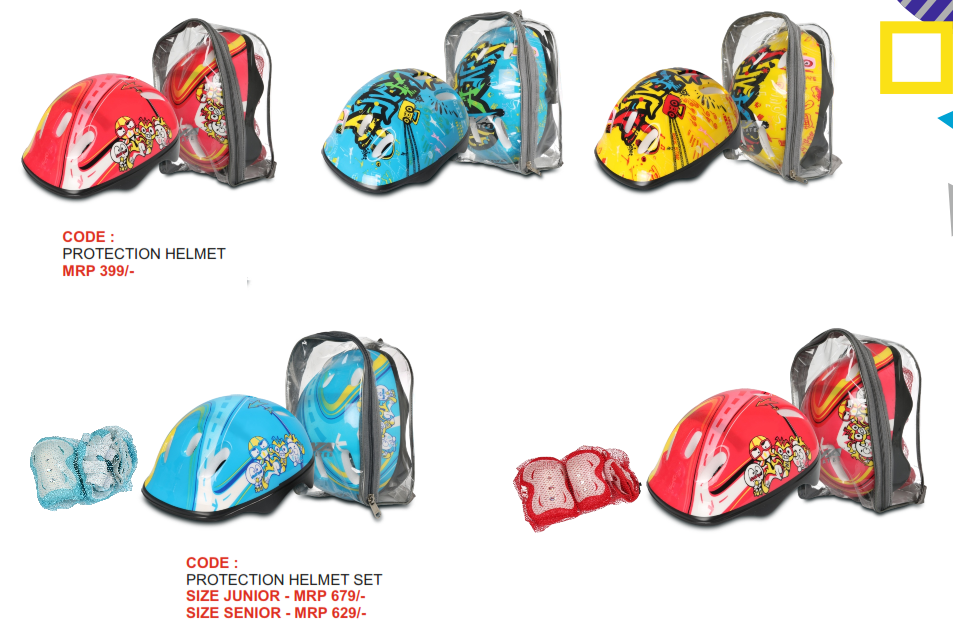 CODE :
PROTECTION HELMET
MRP 399/-
CODE :
PROTECTION HELMET SET
SIZE JUNIOR - MRP 679/-
SIZE SENIOR - MRP 629/-